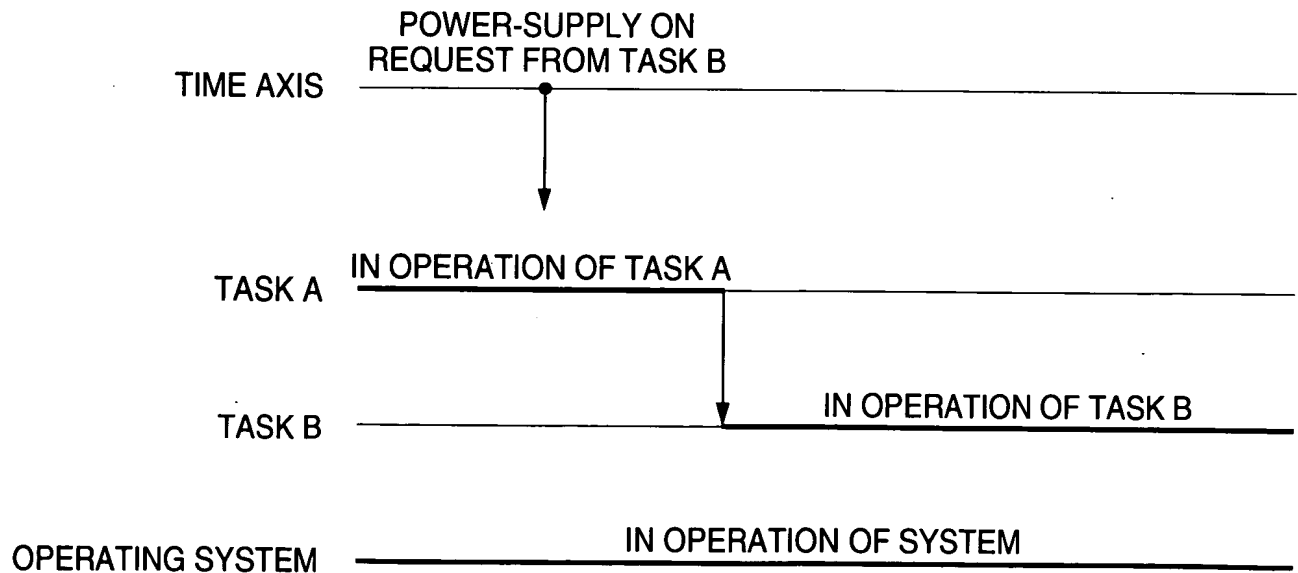 POWER-SUPPLY ON
REQUEST FROM TASK B
TIME AXIS
IN OPERATION OF TASK A
TASK A
IN OPERATION OF TASK B
TASK B
IN OPERATION OF SYSTEM
OPERATING SYSTEM